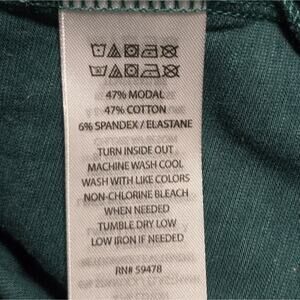 47% MODAL
47% COTTON
6% SPANDEX / ELASTANE
TURN INSIDE OUT
MACHINE WASH COOL
WASH WITH LIKE COLORS
NON-CHLORINE BLEACH
WHEN NEEDED
TUMBLE DRY LOW
LOW IRON IF NEEDED
RN# 59478